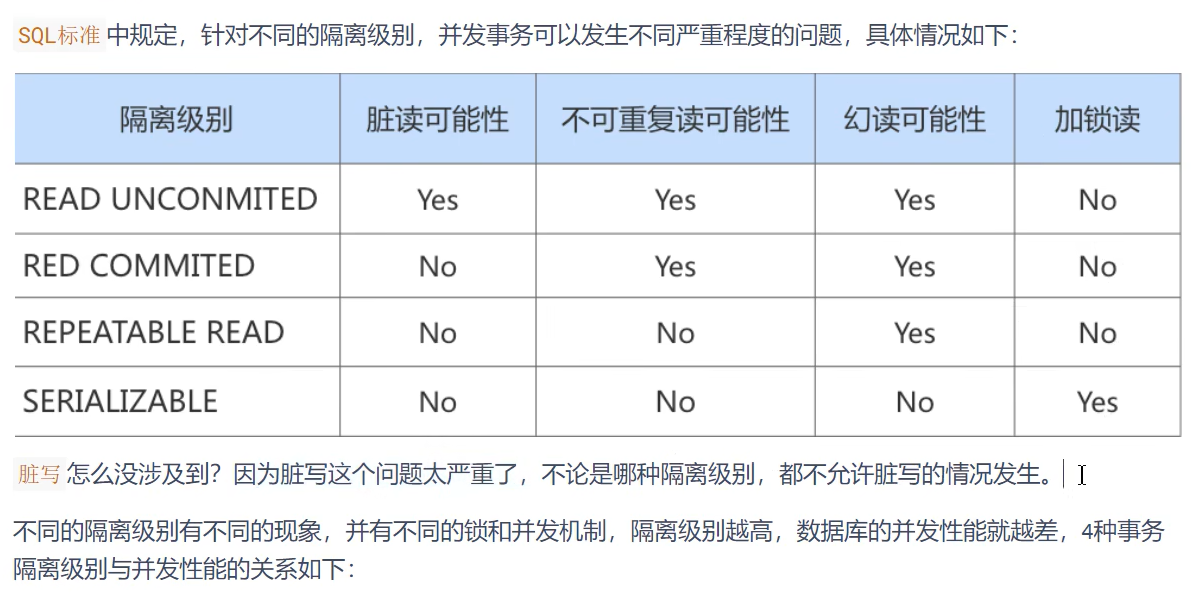 SQL标准 中规定，针对不同的隔离级别，并发事务可以发生不同严重程度的问题，具体情况如下：
隔离级别 脏读可能性 不可重复读可能性 幻读可能性 加锁读
READ UNCONMITED Yes Yes Yes No
RED COMMITED No Yes Yes No
REPEATABLE READ No No Yes No
SERIALIZABLE No No No Yes
脏写 怎么没涉及到？因为脏写这个问题太严重了，不论是哪种隔离级别，都不允许脏写的情况发生。
不同的隔离级别有不同的现象，并有不同的锁和并发机制，隔离级别越高，数据库的并发性能就越差，4种事务
隔离级别与并发性能的关系如下：